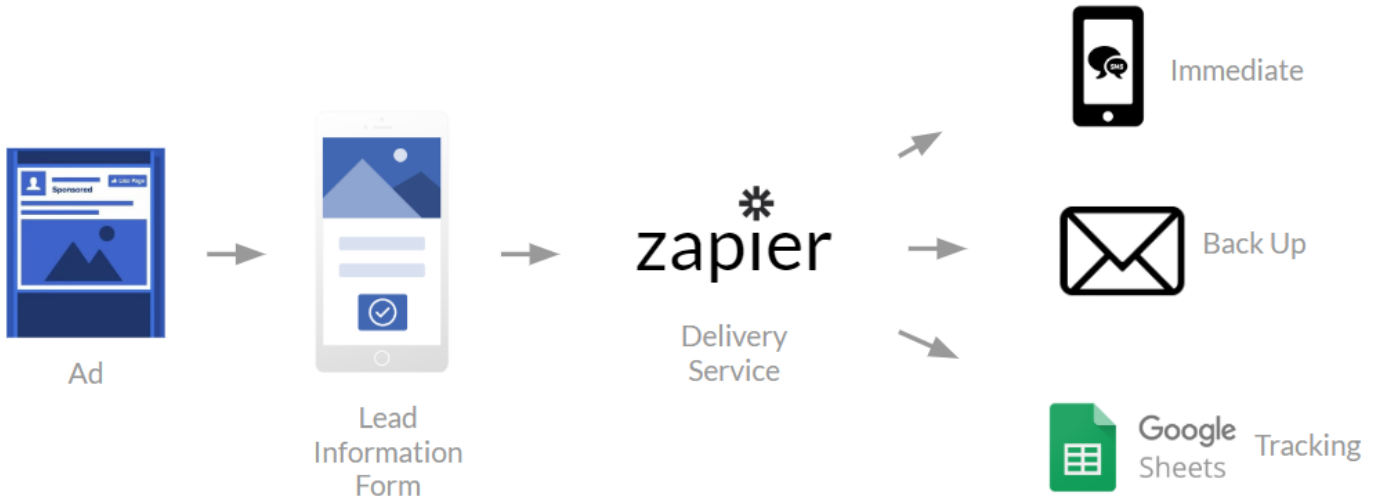 Sponsored
Like Page
Ad
Lead
Information
Form
zapier
Delivery
Service
SMS
Immediate
Back Up
Google
Sheets
Tracking